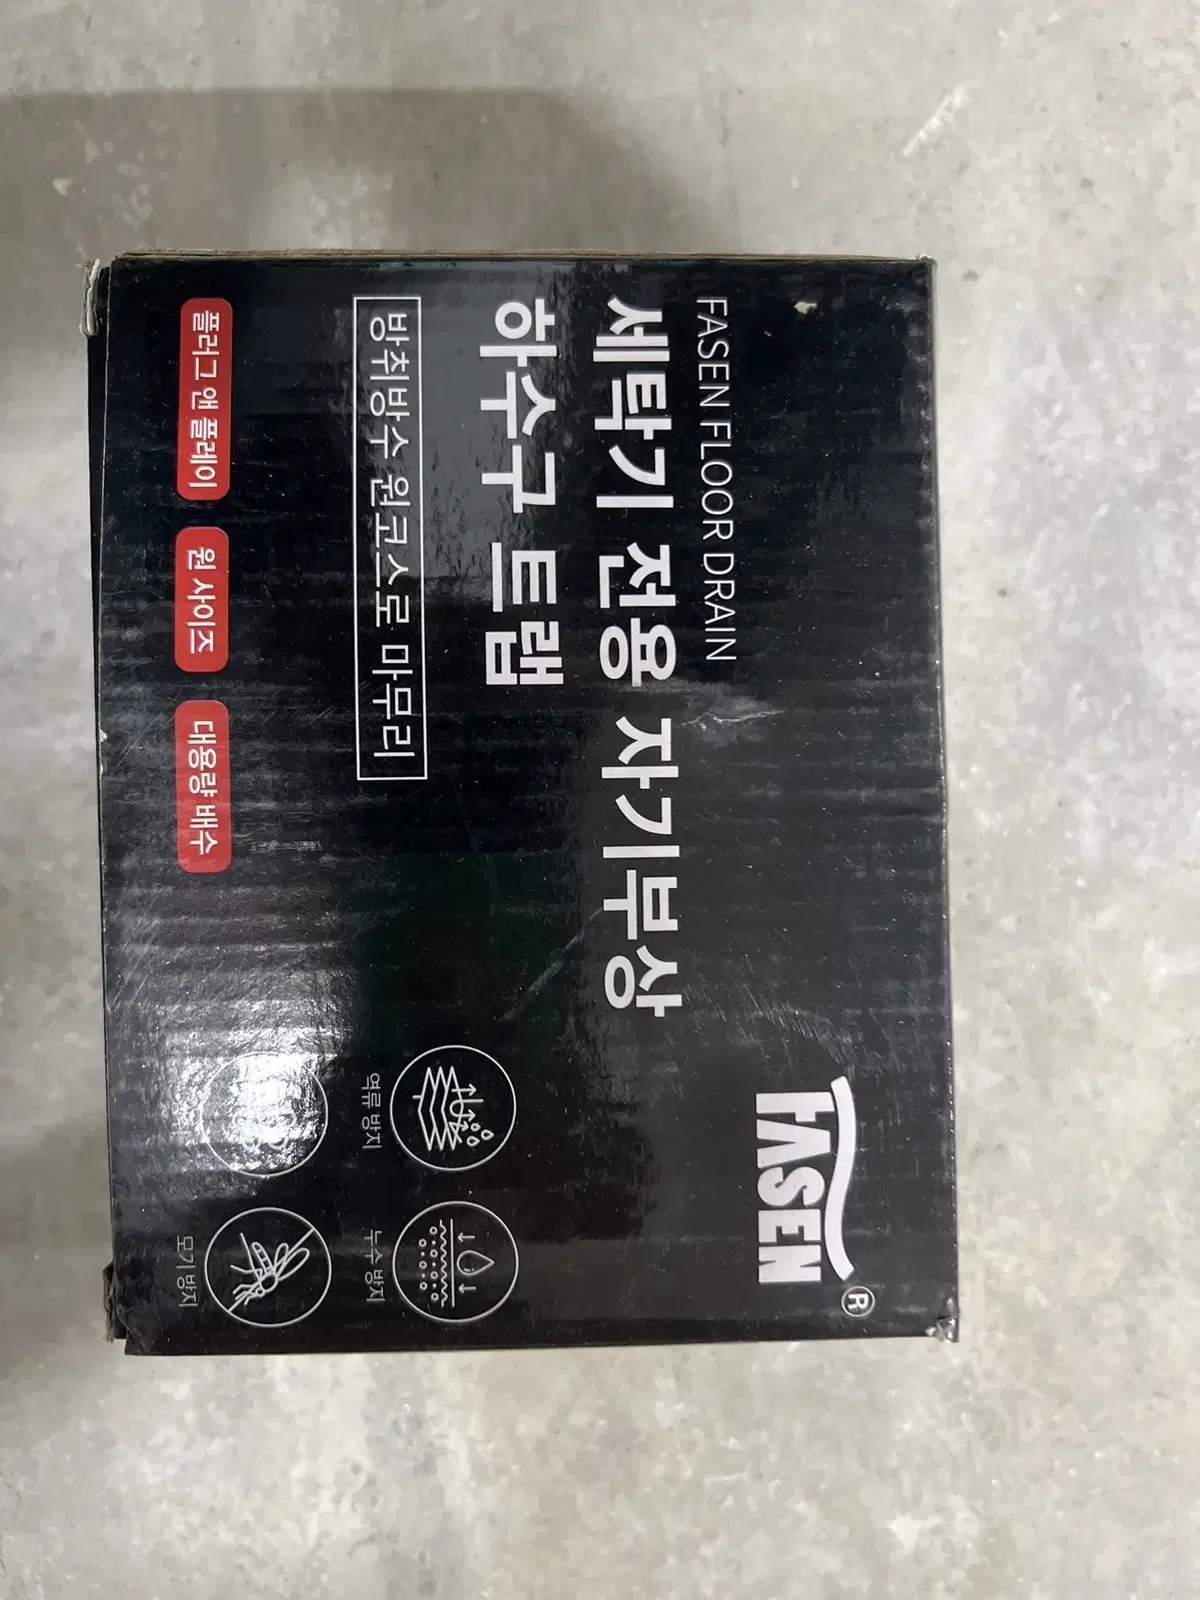 FASEN®
FASEN FLOOR DRAIN
세탁기 전용 자기부상
하수구 트랩
방취방수 원코스로 마무리
플러그 앤 플레이
원 사이즈
대용량 배수
역류 방지
누수 방지
모기 방지